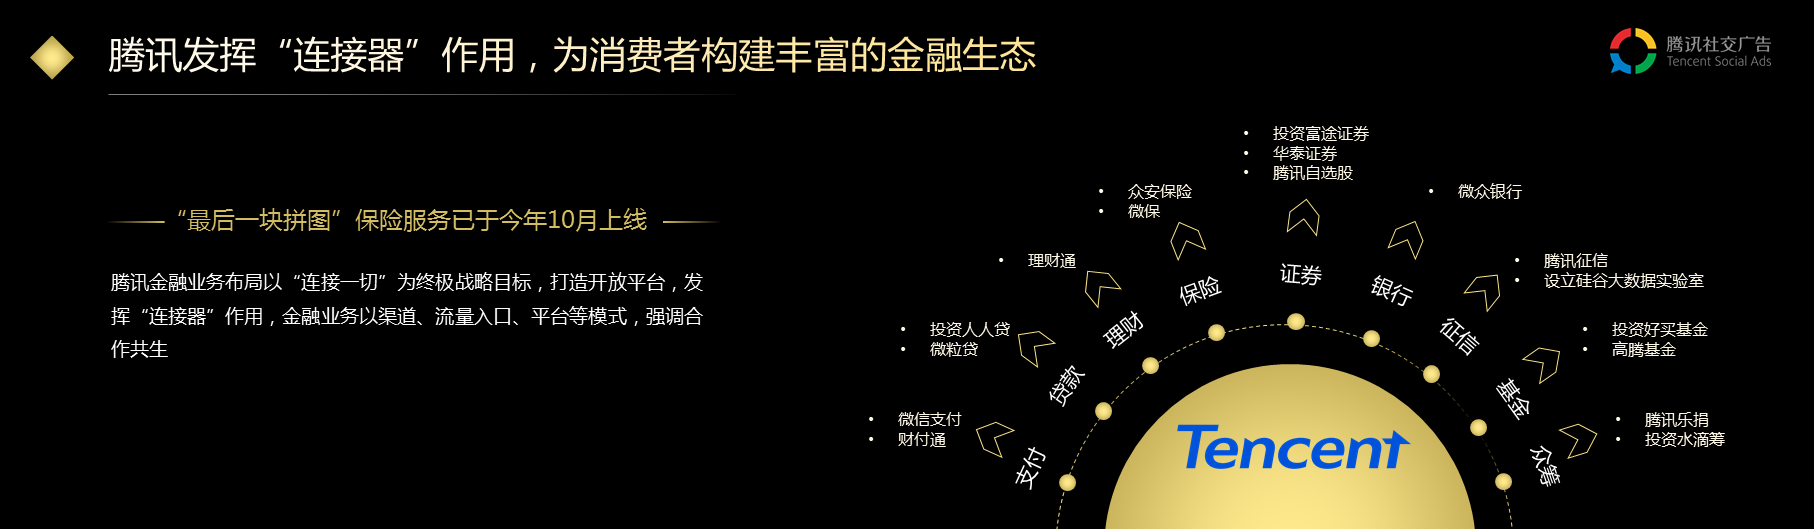 腾讯发挥“连接器”作用，为消费者构建丰富的金融生态
腾讯社交广告
Tencent Social Ads
“最后一块拼图”保险服务已于今年10月上线
腾讯金融业务布局以“连接一切”为终极战略目标，打造开放平台，发
挥“连接器”作用，金融业务以渠道、流量入口、平台等模式，强调合
作共生
• 微信支付
• 财付通
支付
• 投资人人贷
• 微粒贷
贷款
• 理财通
理财
• 众安保险
• 微保
保险
• 投资富途证券
• 华泰证券
• 腾讯自选股
证券
• 微众银行
银行
• 腾讯征信
• 设立硅谷大数据实验室
征信
• 投资好买基金
• 高腾基金
基金
• 腾讯乐捐
• 投资水滴筹
众筹
Tencent